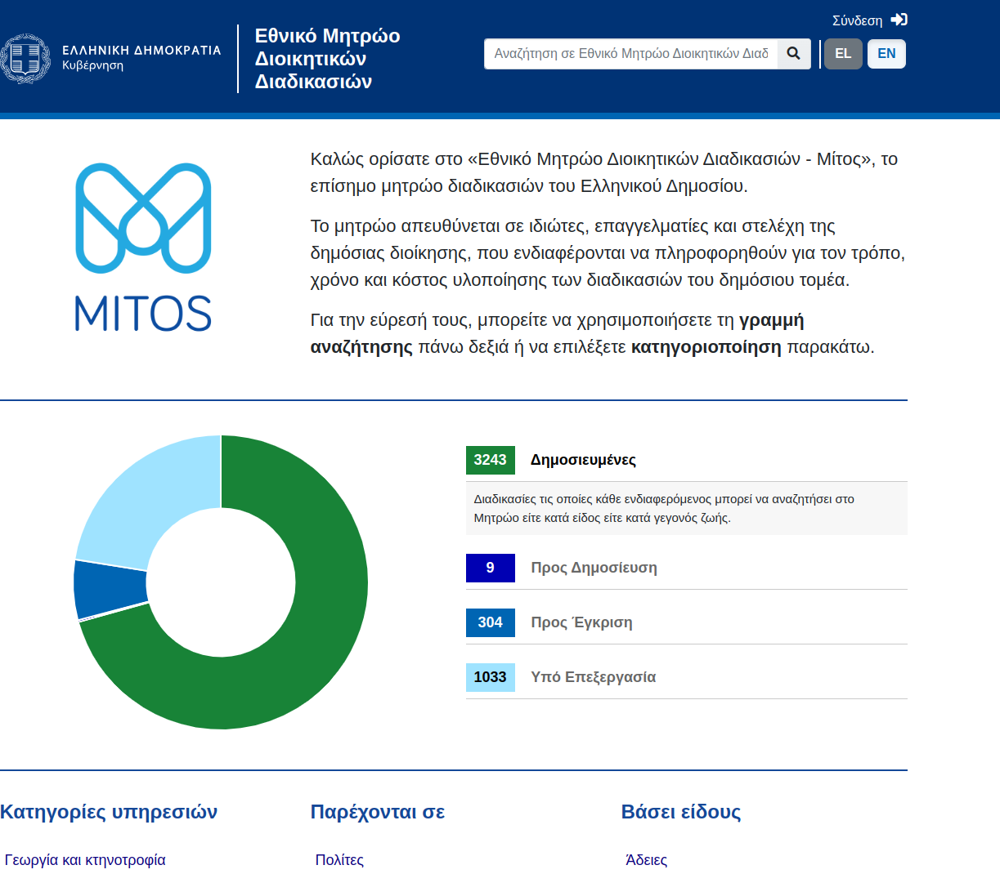 Σύνδεση
ΕΛΛΗΝΙΚΗ ΔΗΜΟΚΡΑΤΙΑ
Κυβέρνηση
Εθνικό Μητρώο
Διοικητικών
Διαδικασιών
Αναζήτηση σε Εθνικό Μητρώο Διοικητικών Διαδ
EL
EN
MITOS
Καλώς ορίσατε στο «Εθνικό Μητρώο Διοικητικών Διαδικασιών - Μίτος», το
επίσημο μητρώο διαδικασιών του Ελληνικού Δημοσίου.
Το μητρώο απευθύνεται σε ιδιώτες, επαγγελματίες και στελέχη της
δημόσιας διοίκησης, που ενδιαφέρονται να πληροφορηθούν για τον τρόπο,
χρόνο και κόστος υλοποίησης των διαδικασιών του δημόσιου τομέα.
Για την εύρεσή τους, μπορείτε να χρησιμοποιήσετε τη γραμμή
αναζήτησης πάνω δεξιά ή να επιλέξετε κατηγοριοποίηση παρακάτω.
3243 Δημοσιευμένες
Διαδικασίες τις οποίες κάθε ενδιαφερόμενος μπορεί να αναζητήσει στο
Μητρώο είτε κατά είδος είτε κατά γεγονός ζωής.
9 Προς Δημοσίευση
304 Προς Έγκριση
1033 Υπό Επεξεργασία
Κατηγορίες υπηρεσιών
Γεωργία και κτηνοτροφία
Παρέχονται σε
Πολίτες
Βάσει είδους
Άδειες